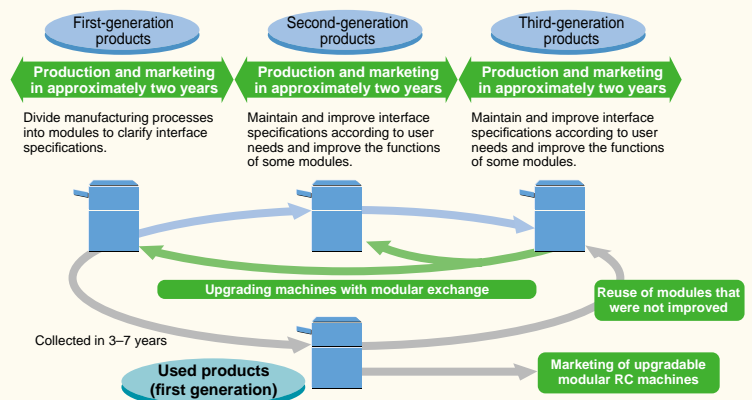 First-generation
products
Second-generation
products
Third-generation
products
Production and marketing
in approximately two years
Production and marketing
in approximately two years
Production and marketing
in approximately two years
Divide manufacturing processes
into modules to clarify interface
specifications.
Maintain and improve interface
specifications according to user
needs and improve the functions
of some modules.
Maintain and improve interface
specifications according to user
needs and improve the functions
of some modules.
Upgrading machines with modular exchange
Reuse of modules that
were not improved
Collected in 3–7 years
Used products
(first generation)
Marketing of upgradable
modular RC machines